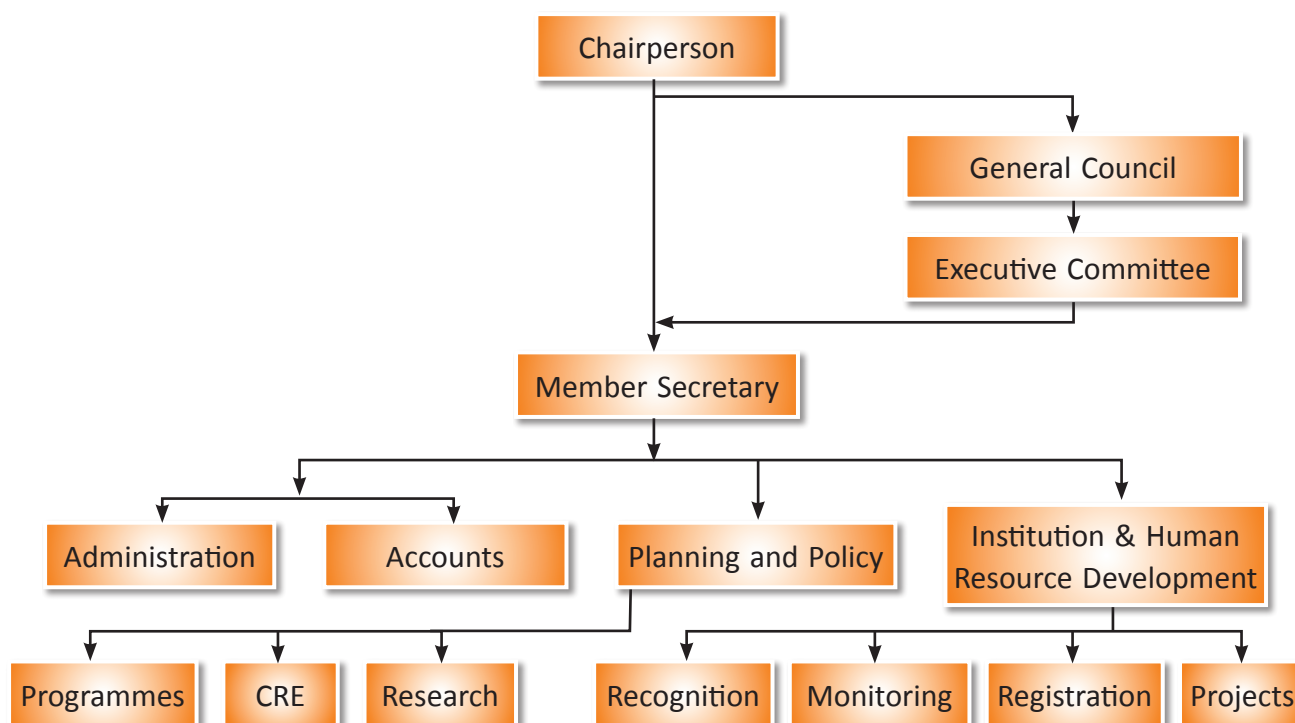 Chairperson
General Council
Executive Committee
Member Secretary
Administration
Accounts
Planning and Policy
Institution & Human
Resource Development
Programmes
CRE
Research
Recognition
Monitoring
Registration
Projects